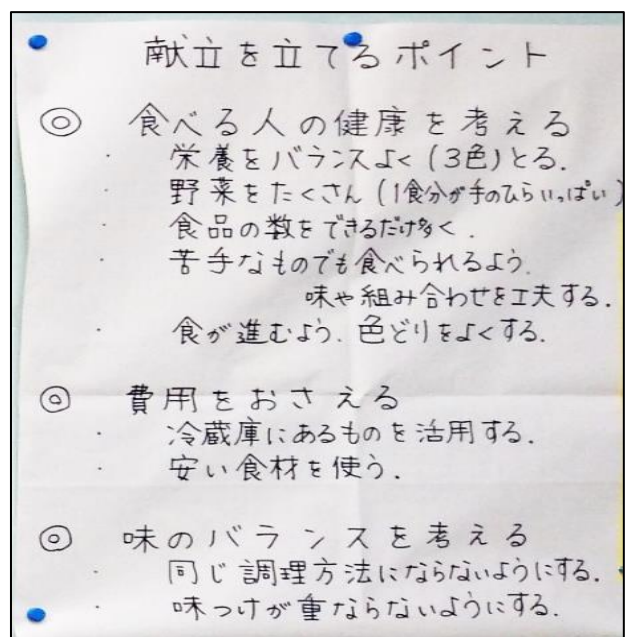 献立を立てるポイント
◎ 食べる人の健康を考える
・ 栄養をバランスよく(3色)とる.
・ 野菜をたくさん(1食分が手のひらいっぱい)
・ 食品の数をできるだけ多く.
・ 苦手なものでも食べられるよう.
味や組み合わせを工夫する.
・ 食が進むよう.色どりをよくする.
◎ 費用をおさえる
・ 冷蔵庫にあるものを活用する.
・ 安い食材を使う.
◎ 味のバランスを考える
・ 同じ調理方法にならないようにする.
・ 味つけが重ならないようにする.